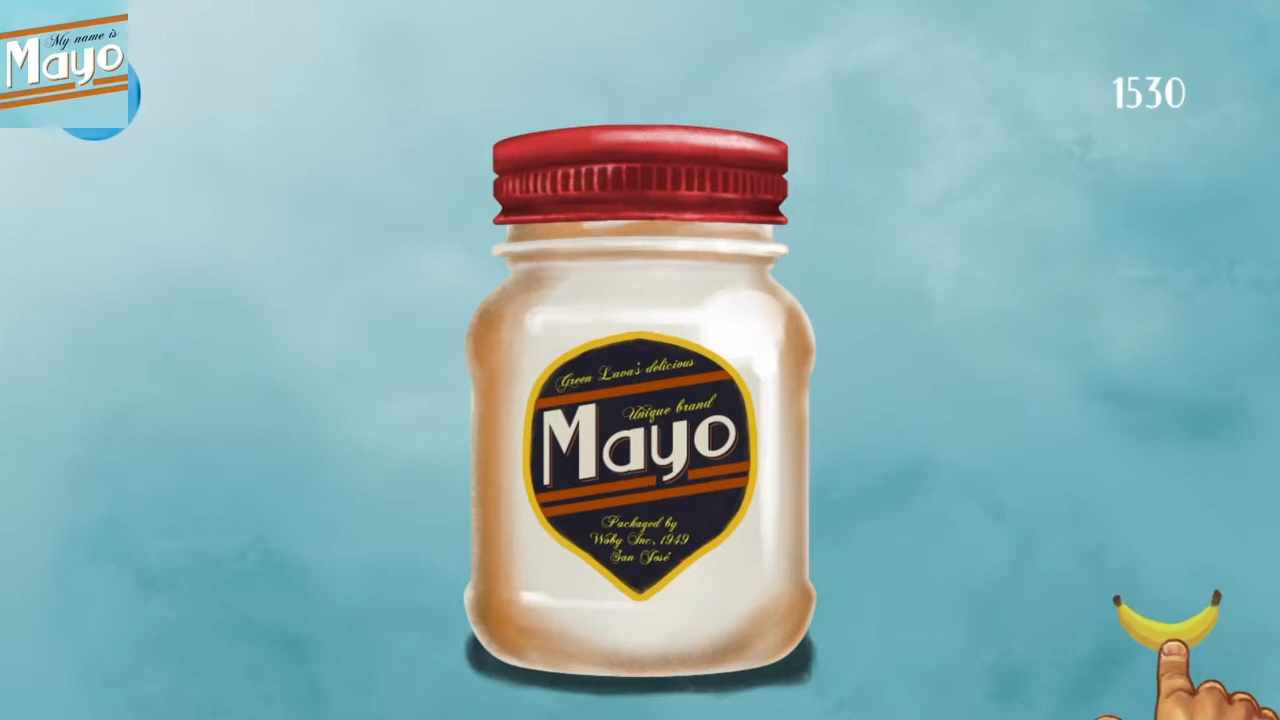 My name is
Mayo
1530
Green Lava's delicious
Unique brand
Mayo
Packaged by
Woby Inc, 1949
San José